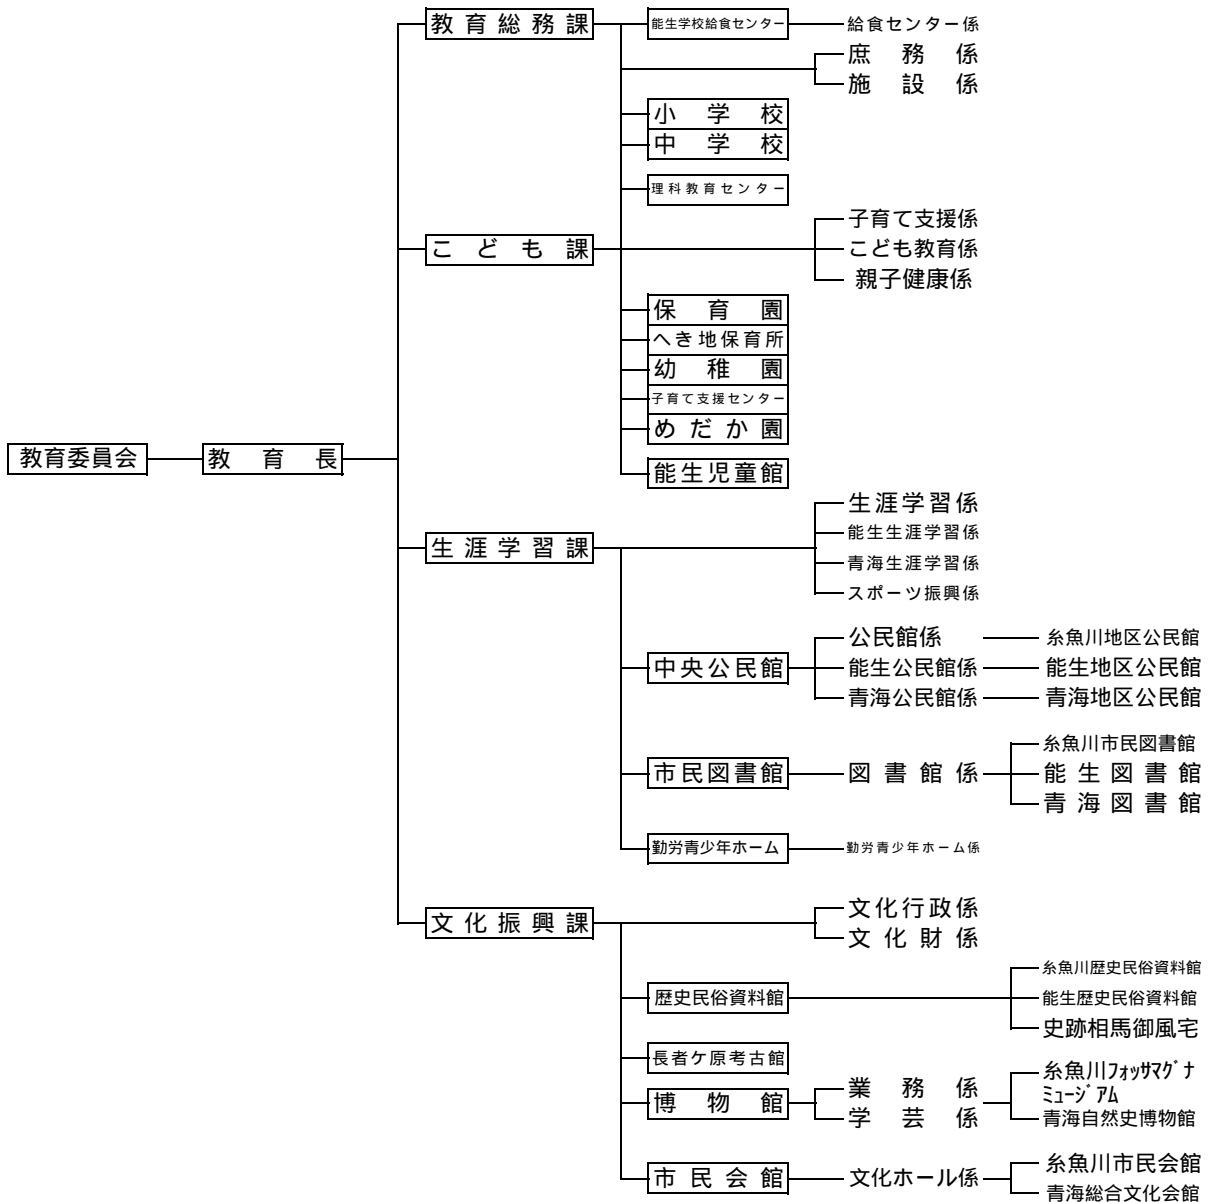 教育総務課 能生学校給食センター 給食センター係
庶務係
施設係
小学校
中学校
理科教育センター
子育て支援係
こども課 こども教育係
親子健康係
保育園
へき地保育所
幼稚園
子育て支援センター
めだか園
教育委員会 教育長
能生児童館
生涯学習係
能生生涯学習係
生涯学習課
青海生涯学習係
スポーツ振興係
公民館係 糸魚川地区公民館
中央公民館 能生公民館係 能生地区公民館
青海公民館係 青海地区公民館
糸魚川市民図書館
市民図書館 図書館係 能生図書館
青海図書館
勤労青少年ホーム 勤労青少年ホーム係
文化行政係
文化振興課
文化財係
糸魚川歴史民俗資料館
歴史民俗資料館 能生歴史民俗資料館
史跡相馬御風宅
長者ケ原考古館
業務係 糸魚川フォッサマグナ
ミュージアム
博物館
学芸係 青海自然史博物館
糸魚川市民会館
市民会館 文化ホール係
青海総合文化会館